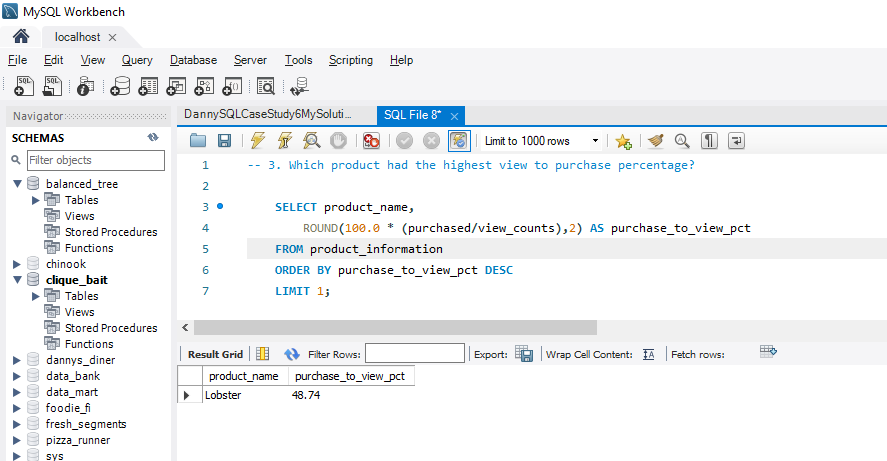 MySQL Workbench
localhost
File Edit View Query Database Server Tools Scripting Help
Navigator
SCHEMAS
Filter objects
balanced_tree
Tables
Views
Stored Procedures
Functions
chinook
clique_bait
Tables
Views
Stored Procedures
Functions
dannys_diner
data_bank
data_mart
foodie_fi
fresh_segments
pizza_runner
sys
DannySQLCaseStudy6MySoluti... SQL File 8*
Limit to 1000 rows
1 -- 3. Which product had the highest view to purchase percentage?
2
3 SELECT product_name,
4 ROUND(100.0 * (purchased/view_counts),2) AS purchase_to_view_pct
5 FROM product_information
6 ORDER BY purchase_to_view_pct DESC
7 LIMIT 1;
Result Grid Filter Rows: Export: Wrap Cell Content: Fetch rows:
product_name purchase_to_view_pct
Lobster 48.74